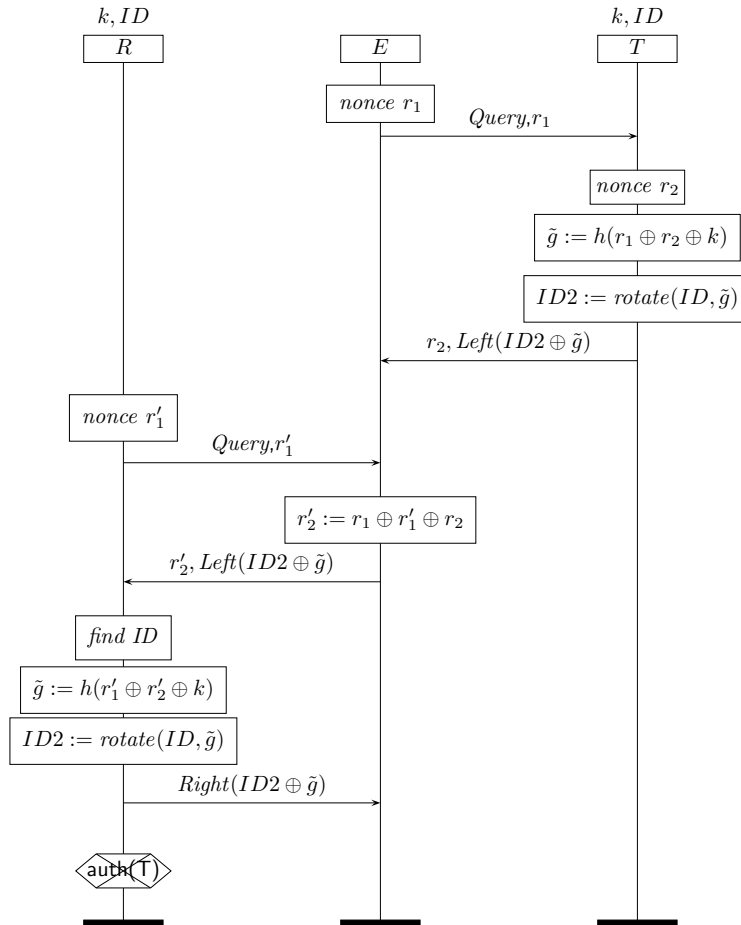 k, ID
k, ID
R
E
T
nonce r₁
Query,r₁
nonce r₂
g̃ := h(r₁ ⊕ r₂ ⊕ k)
ID2 := rotate(ID, g̃)
r₂, Left(ID2 ⊕ g̃)
nonce r′₁
Query,r′₁
r′₂ := r₁ ⊕ r′₁ ⊕ r₂
r′₂, Left(ID2 ⊕ g̃)
find ID
g̃ := h(r′₁ ⊕ r′₂ ⊕ k)
ID2 := rotate(ID, g̃)
Right(ID2 ⊕ g̃)
auth(T)